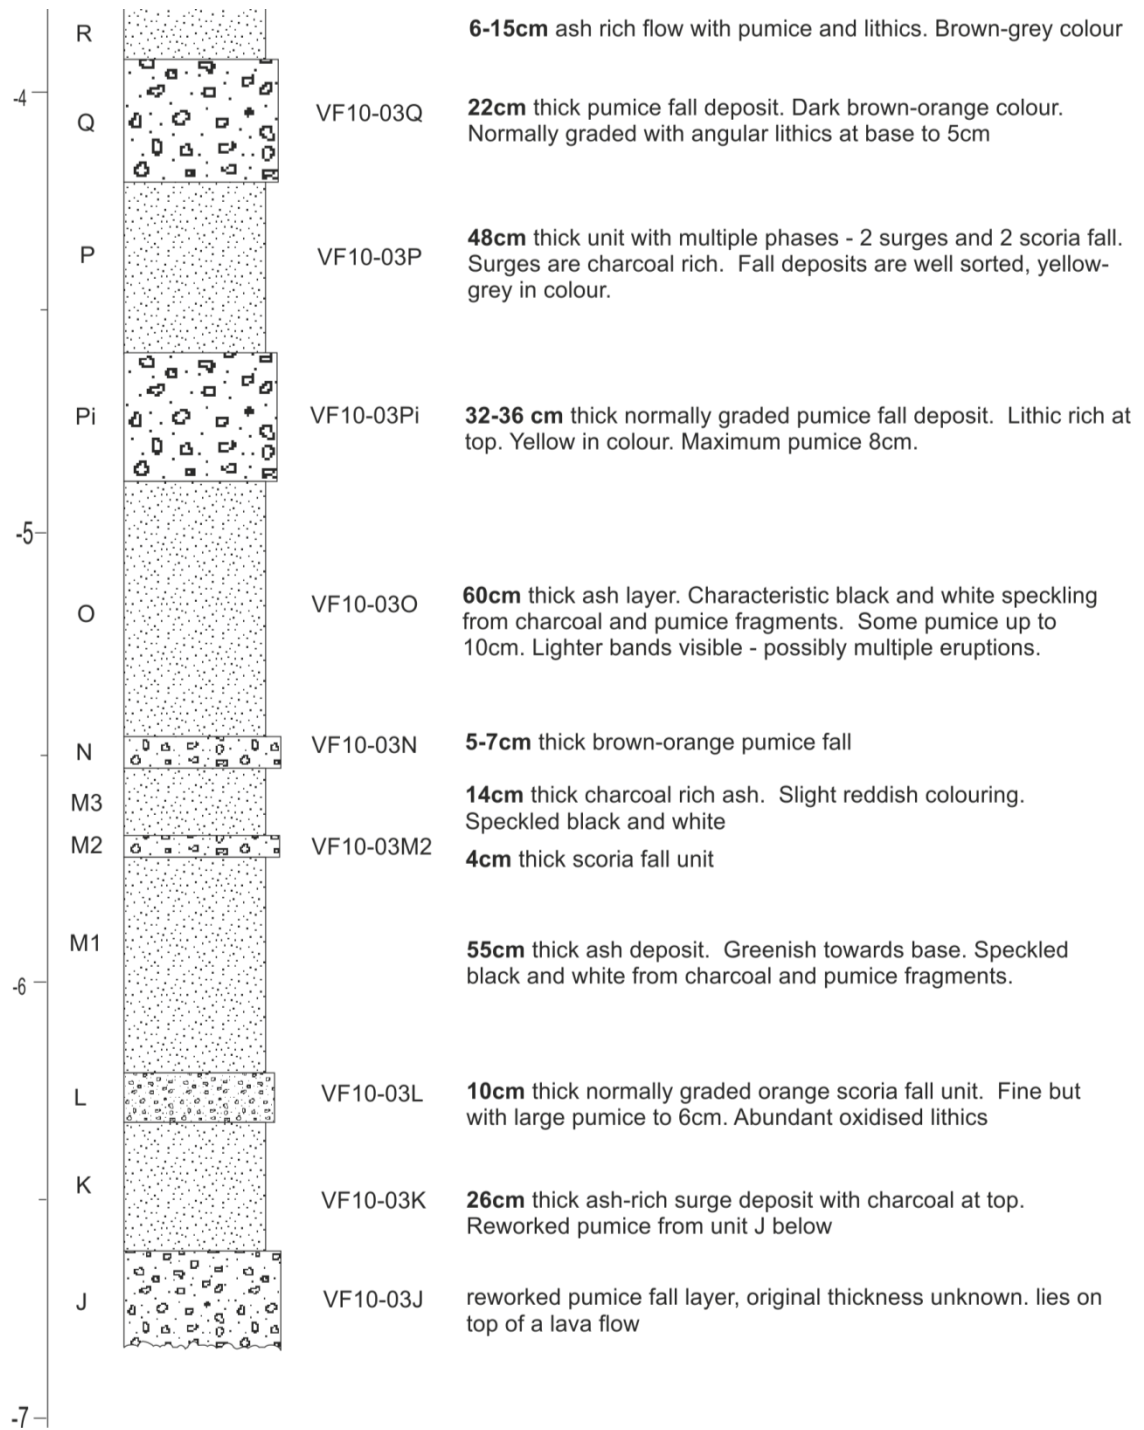 R
6-15cm ash rich flow with pumice and lithics. Brown-grey colour
-4
Q
VF10-03Q
22cm thick pumice fall deposit. Dark brown-orange colour.
Normally graded with angular lithics at base to 5cm
P
VF10-03P
48cm thick unit with multiple phases - 2 surges and 2 scoria fall.
Surges are charcoal rich. Fall deposits are well sorted, yellow-
grey in colour.
Pi
VF10-03Pi
32-36 cm thick normally graded pumice fall deposit. Lithic rich at
top. Yellow in colour. Maximum pumice 8cm.
-5
O
VF10-03O
60cm thick ash layer. Characteristic black and white speckling
from charcoal and pumice fragments. Some pumice up to
10cm. Lighter bands visible - possibly multiple eruptions.
N
VF10-03N
5-7cm thick brown-orange pumice fall
M3
14cm thick charcoal rich ash. Slight reddish colouring.
Speckled black and white
M2
VF10-03M2
4cm thick scoria fall unit
M1
55cm thick ash deposit. Greenish towards base. Speckled
black and white from charcoal and pumice fragments.
-6
L
VF10-03L
10cm thick normally graded orange scoria fall unit. Fine but
with large pumice to 6cm. Abundant oxidised lithics
K
VF10-03K
26cm thick ash-rich surge deposit with charcoal at top.
Reworked pumice from unit J below
J
VF10-03J
reworked pumice fall layer, original thickness unknown. lies on
top of a lava flow
-7